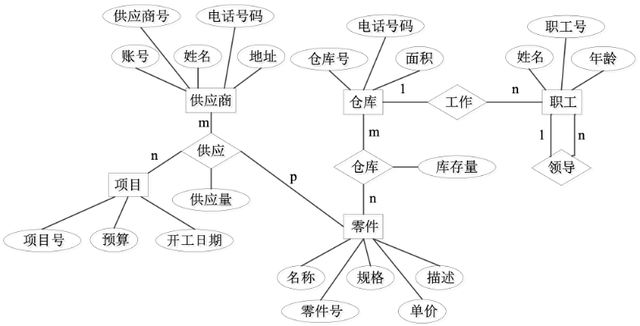 供应商号
电话号码
账号
姓名
地址
供应商
m
供应
n
供应量
p
项目
项目号
预算
开工日期
电话号码
仓库号
面积
仓库
1
工作
n
m
仓库
库存量
n
零件
名称
规格
描述
零件号
单价
职工号
姓名
年龄
职工
1
n
领导